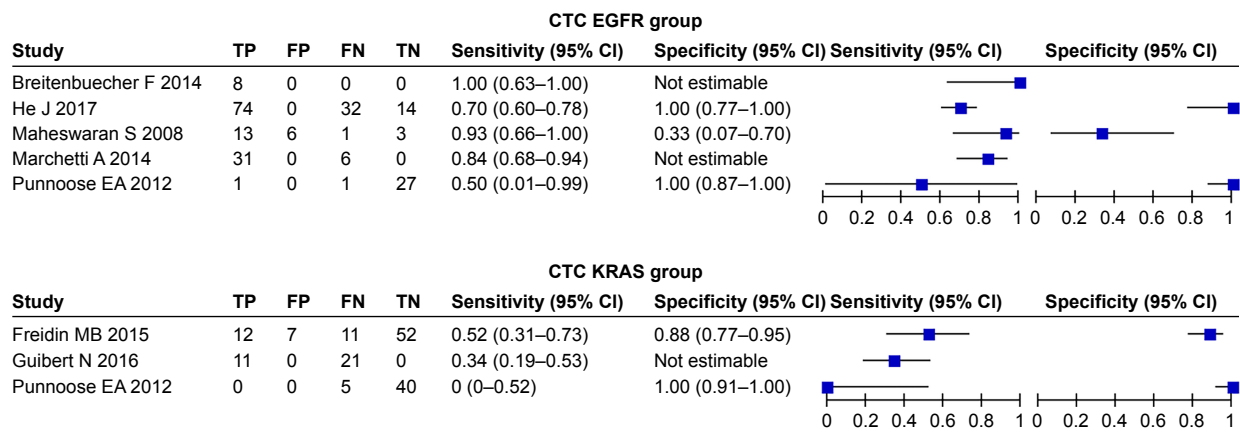 CTC EGFR group
Study TP FP FN TN Sensitivity (95% CI) Specificity (95% CI) Sensitivity (95% CI) Specificity (95% CI)
Breitenbuecher F 2014 8 0 0 0 1.00 (0.63–1.00) Not estimable
He J 2017 74 0 32 14 0.70 (0.60–0.78) 1.00 (0.77–1.00)
Maheswaran S 2008 13 6 1 3 0.93 (0.66–1.00) 0.33 (0.07–0.70)
Marchetti A 2014 31 0 6 0 0.84 (0.68–0.94) Not estimable
Punnoose EA 2012 1 0 1 27 0.50 (0.01–0.99) 1.00 (0.87–1.00)
0 0.2 0.4 0.6 0.8 1 0 0.2 0.4 0.6 0.8 1
CTC KRAS group
Study TP FP FN TN Sensitivity (95% CI) Specificity (95% CI) Sensitivity (95% CI) Specificity (95% CI)
Freidin MB 2015 12 7 11 52 0.52 (0.31–0.73) 0.88 (0.77–0.95)
Guibert N 2016 11 0 21 0 0.34 (0.19–0.53) Not estimable
Punnoose EA 2012 0 0 5 40 0 (0–0.52) 1.00 (0.91–1.00)
0 0.2 0.4 0.6 0.8 1 0 0.2 0.4 0.6 0.8 1